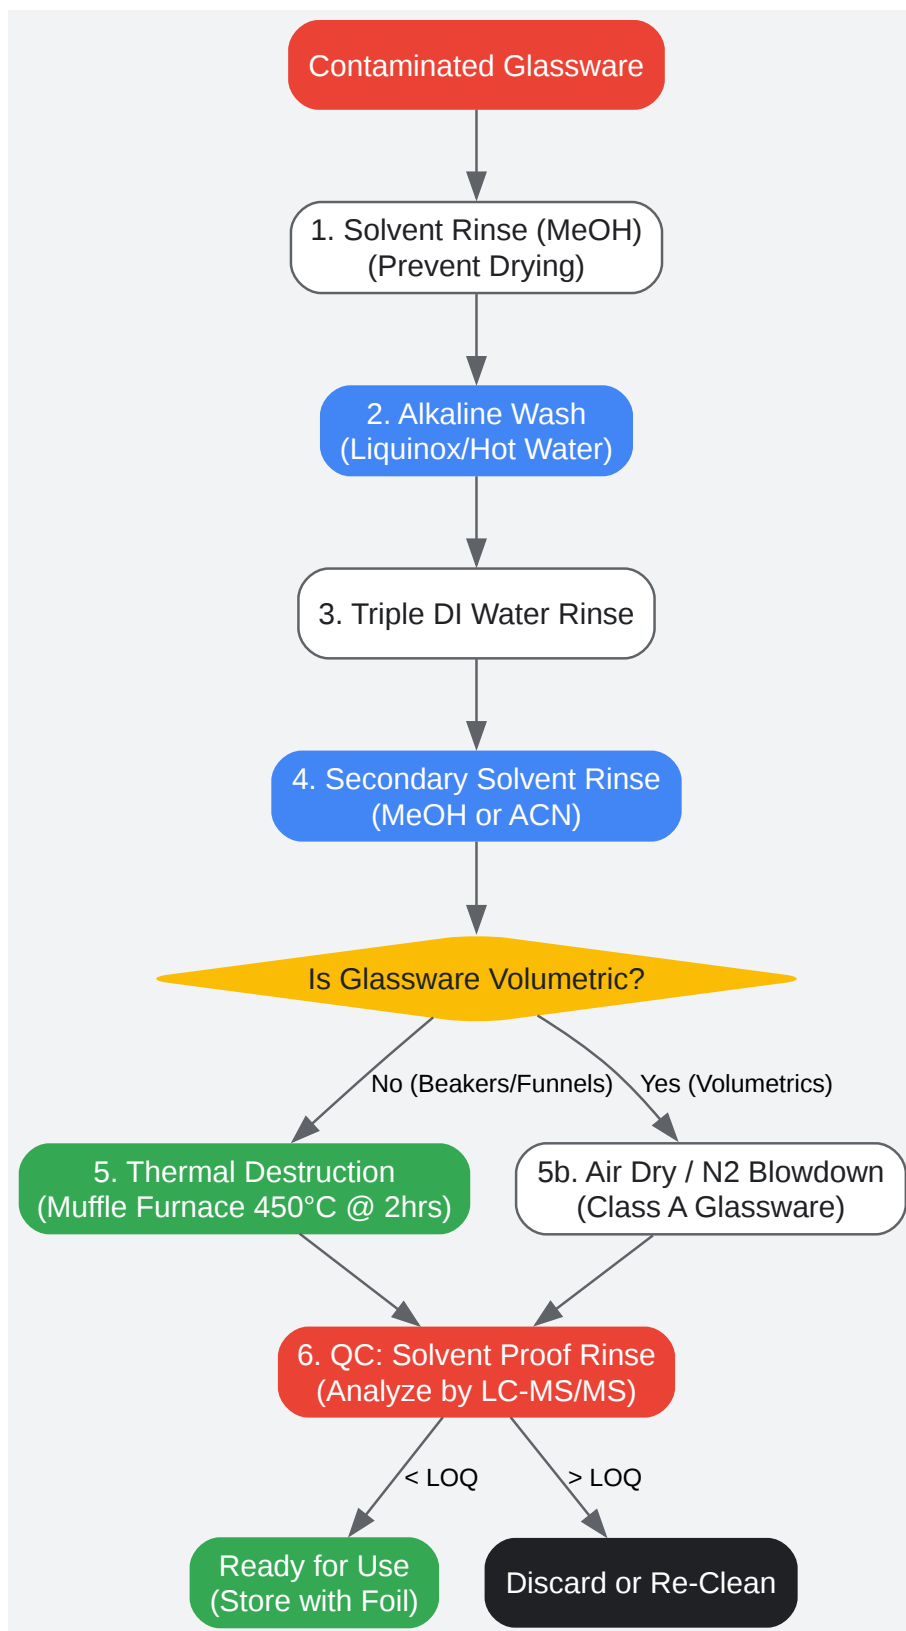 Contaminated Glassware
1. Solvent Rinse (MeOH)
(Prevent Drying)
2. Alkaline Wash
(Liquinox/Hot Water)
3. Triple DI Water Rinse
4. Secondary Solvent Rinse
(MeOH or ACN)
Is Glassware Volumetric?
No (Beakers/Funnels)
Yes (Volumetrics)
5. Thermal Destruction
(Muffle Furnace 450°C @ 2hrs)
5b. Air Dry / N2 Blowdown
(Class A Glassware)
6. QC: Solvent Proof Rinse
(Analyze by LC-MS/MS)
< LOQ
> LOQ
Ready for Use
(Store with Foil)
Discard or Re-Clean